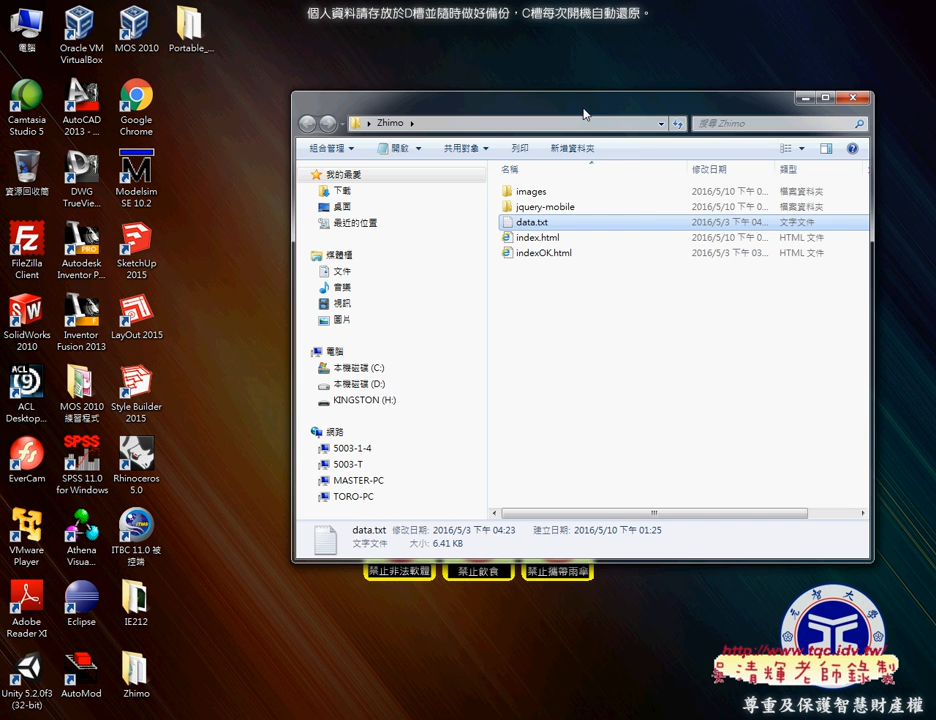 個人資料請存放於D槽並隨時做好備份，C槽每次開機自動還原。
電腦
Oracle VM VirtualBox
MOS 2010
Portable_...
Camtasia Studio 5
AutoCAD 2013 - ...
Google Chrome
資源回收筒
DWG TrueView...
Modelsim SE 10.2
FileZilla Client
Autodesk Inventor P...
SketchUp 2015
SolidWorks 2010
Inventor Fusion 2013
LayOut 2015
ACL Desktop...
MOS 2010 練習程式
Style Builder 2015
EverCam
SPSS 11.0 for Windows
Rhinoceros 5.0
VMware Player
Athena Visua...
ITBC 11.0 被控端
Adobe Reader XI
Eclipse
IE212
Unity 5.2.0f3 (32-bit)
AutoMod
Zhimo
Zhimo
搜尋 Zhimo
組合管理
開啟
共用對象
列印
新增資料夾
我的最愛
下載
桌面
最近的位置
媒體櫃
文件
音樂
視訊
圖片
電腦
本機磁碟 (C:)
本機磁碟 (D:)
KINGSTON (H:)
網路
5003-1-4
5003-T
MASTER-PC
TORO-PC
名稱 修改日期 類型
images 2016/5/10 下午 0... 檔案資料夾
jquery-mobile 2016/5/10 下午 0... 檔案資料夾
data.txt 2016/5/3 下午 04... 文字文件
index.html 2016/5/10 下午 0... HTML 文件
indexOK.html 2016/5/3 下午 03... HTML 文件
data.txt 修改日期: 2016/5/3 下午 04:23 建立日期: 2016/5/10 下午 01:25
文字文件 大小: 6.41 KB
禁止非法軟體
禁止飲食
禁止攜帶雨傘
元智大學
http://www.tqc.idv.tw/
吳清輝老師錄製
尊重及保護智慧財產權